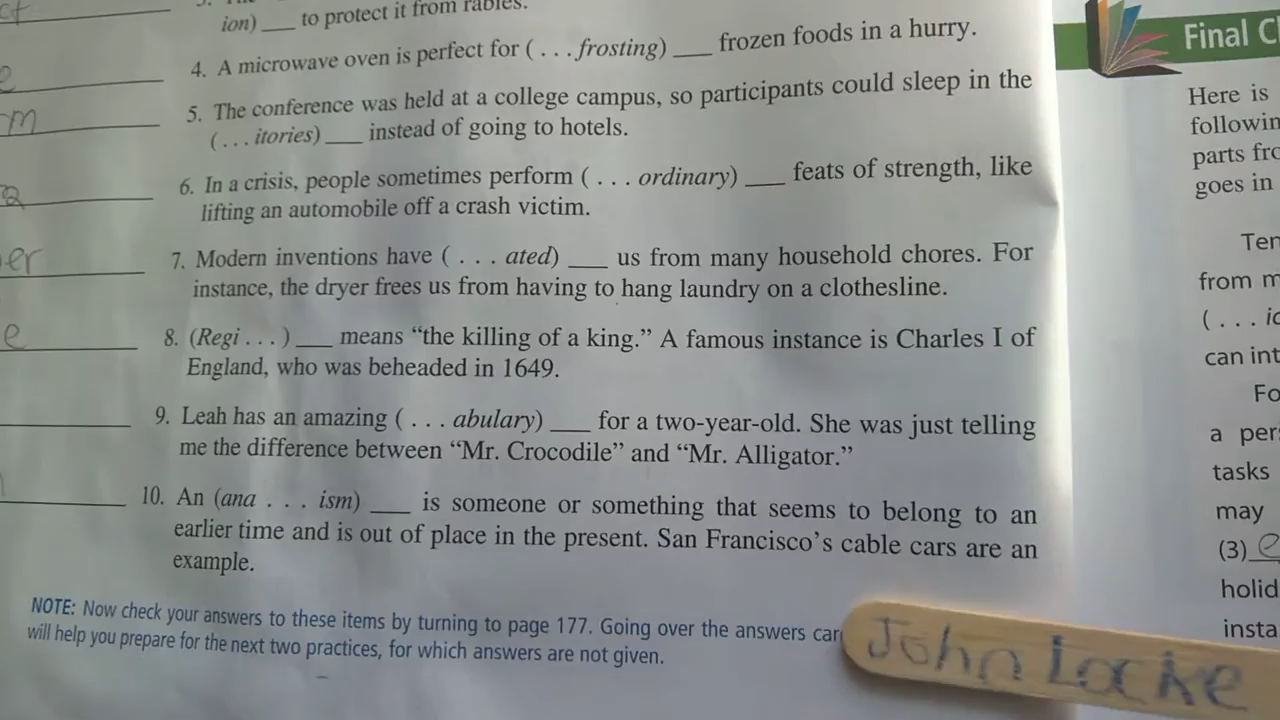 ion) ___ to protect it from rabies.
4. A microwave oven is perfect for ( . . . frosting) ___ frozen foods in a hurry.
5. The conference was held at a college campus, so participants could sleep in the
( . . . itories) ___ instead of going to hotels.
6. In a crisis, people sometimes perform ( . . . ordinary) ___ feats of strength, like
lifting an automobile off a crash victim.
7. Modern inventions have ( . . . ated) ___ us from many household chores. For
instance, the dryer frees us from having to hang laundry on a clothesline.
8. (Regi . . . ) ___ means “the killing of a king.” A famous instance is Charles I of
England, who was beheaded in 1649.
9. Leah has an amazing ( . . . abulary) ___ for a two-year-old. She was just telling
me the difference between “Mr. Crocodile” and “Mr. Alligator.”
10. An (ana . . . ism) ___ is someone or something that seems to belong to an
earlier time and is out of place in the present. San Francisco’s cable cars are an
example.
NOTE: Now check your answers to these items by turning to page 177. Going over the answers
will help you prepare for the next two practices, for which answers are not given.
ct
e
m
a
er
e
Final
Here is
followin
parts
goes in
Ten
from m
( . . .
can int
Fo
a per
tasks
may
(3) e
holid
insta
John Locke